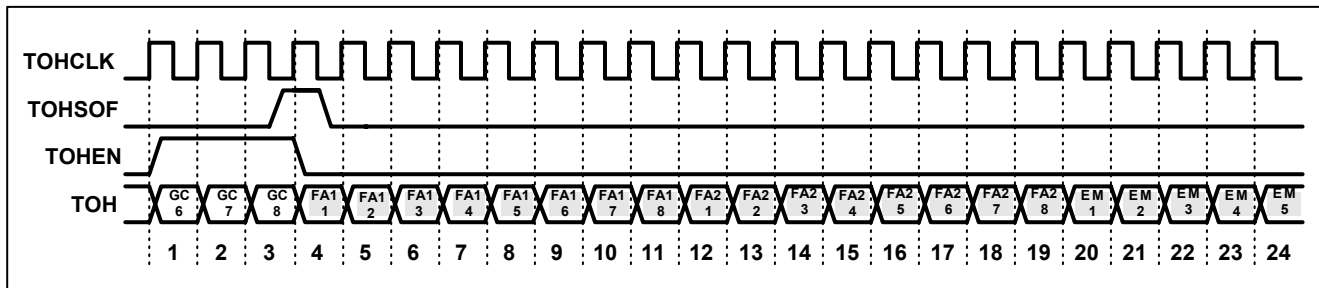 TOHCLK
TOHSOF
TOHEN
TOH
GC GC GC FA1 FA1 FA1 FA1 FA1 FA1 FA1 FA1 FA2 FA2 FA2 FA2 FA2 FA2 FA2 FA2 EM EM EM EM EM
6 7 8 1 2 3 4 5 6 7 8 1 2 3 4 5 6 7 8 1 2 3 4 5
1 2 3 4 5 6 7 8 9 10 11 12 13 14 15 16 17 18 19 20 21 22 23 24